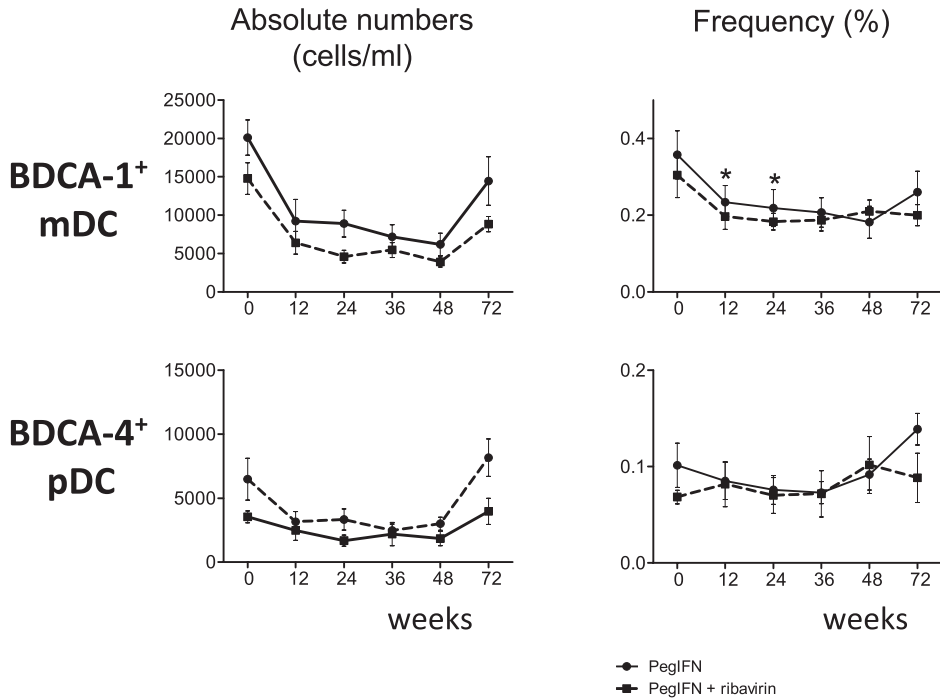 Absolute numbers
(cells/ml)
Frequency (%)
BDCA-1+
mDC
25000
20000
15000
10000
5000
0
0 12 24 36 48 72
0.4
0.2
0.0
* *
0 12 24 36 48 72
BDCA-4+
pDC
15000
10000
5000
0
0 12 24 36 48 72
weeks
0.2
0.1
0.0
0 12 24 36 48 72
weeks
PegIFN
PegIFN + ribavirin